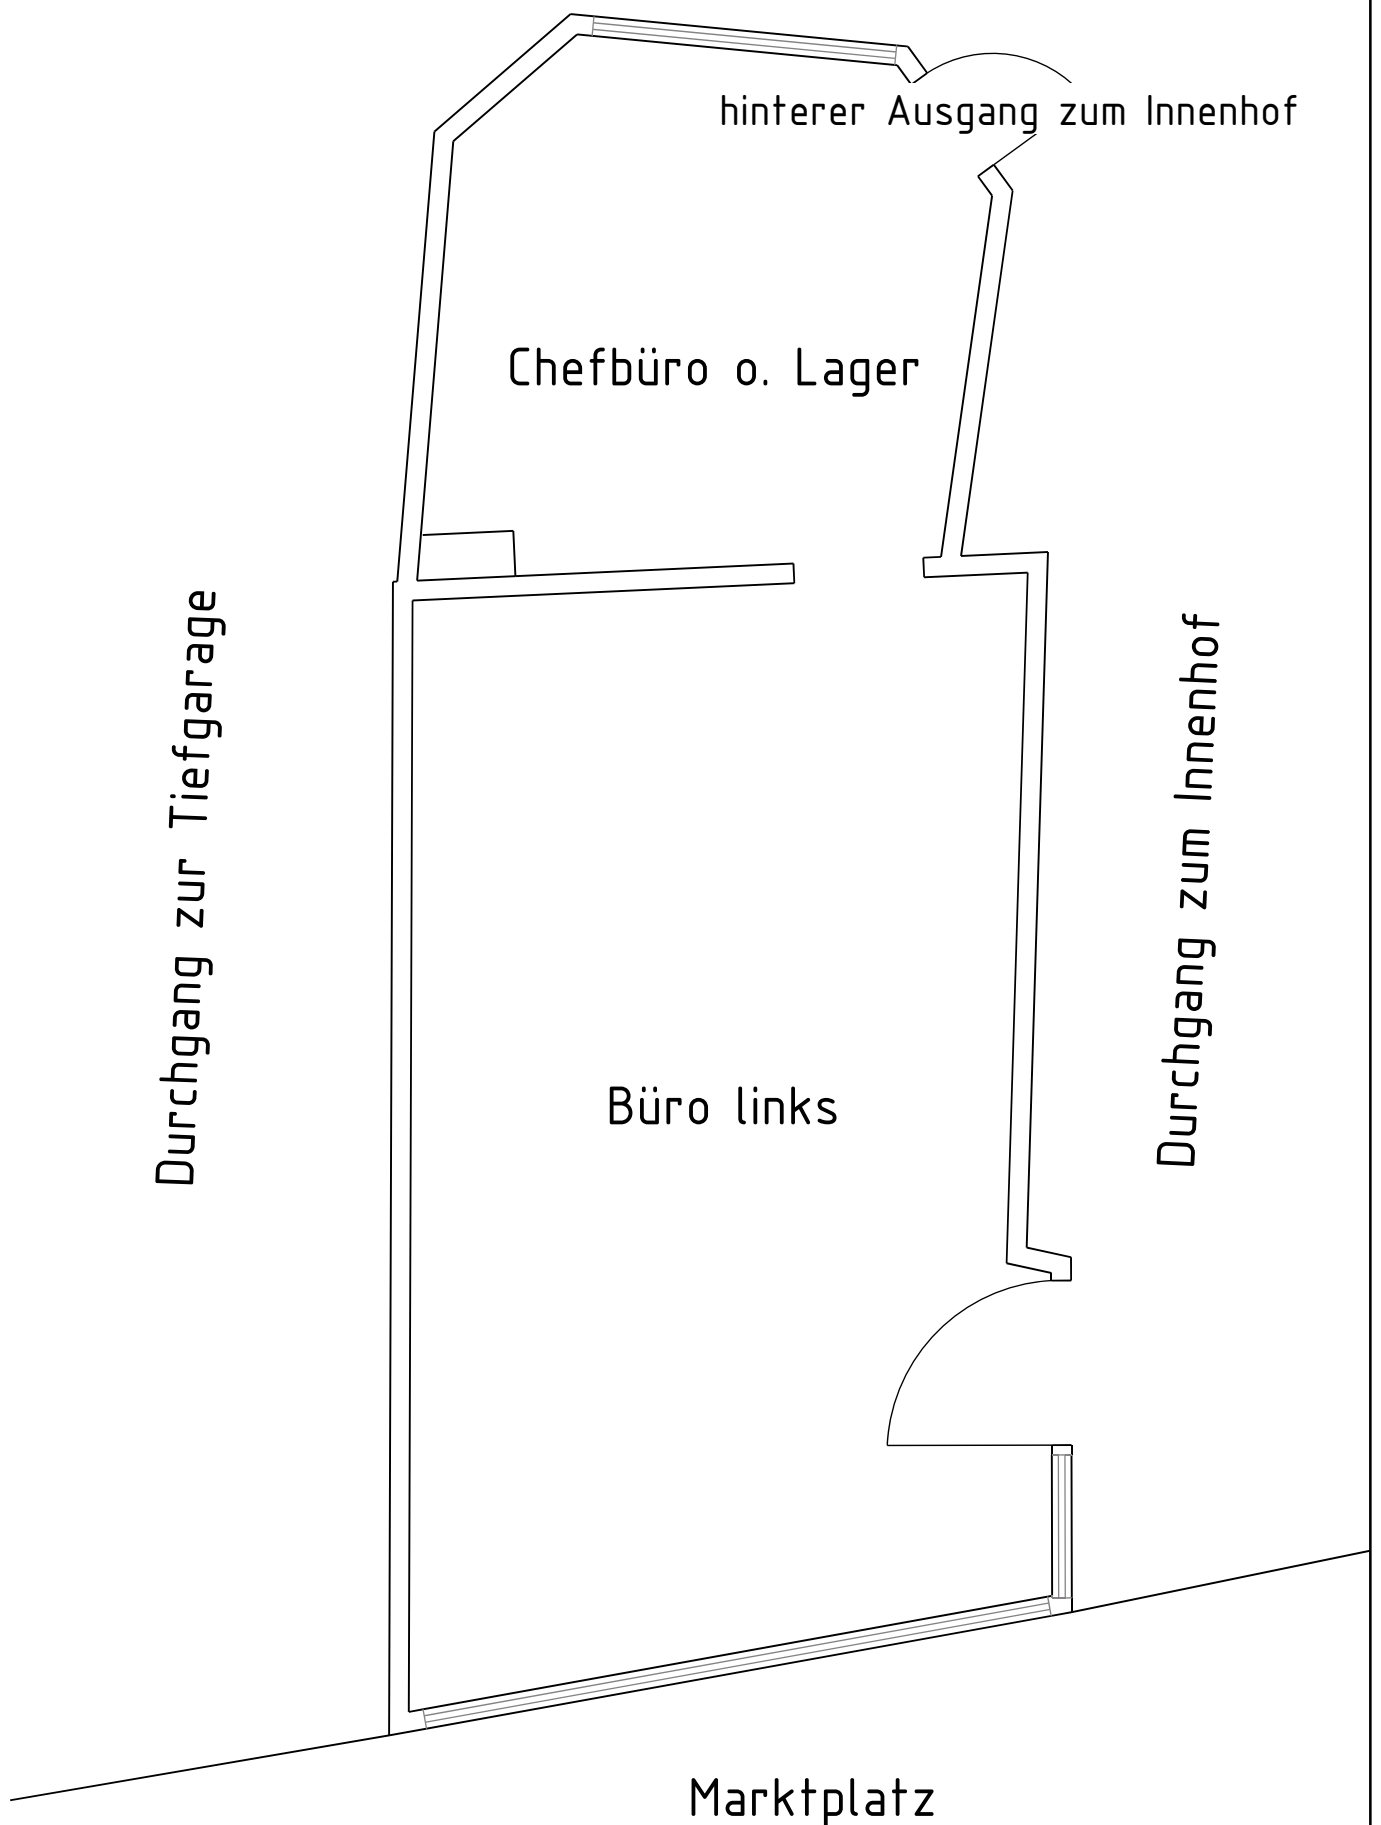 hinterer Ausgang zum Innenhof
Chefbüro o. Lager
Durchgang zur Tiefgarage
Durchgang zum Innenhof
Büro links
Marktplatz